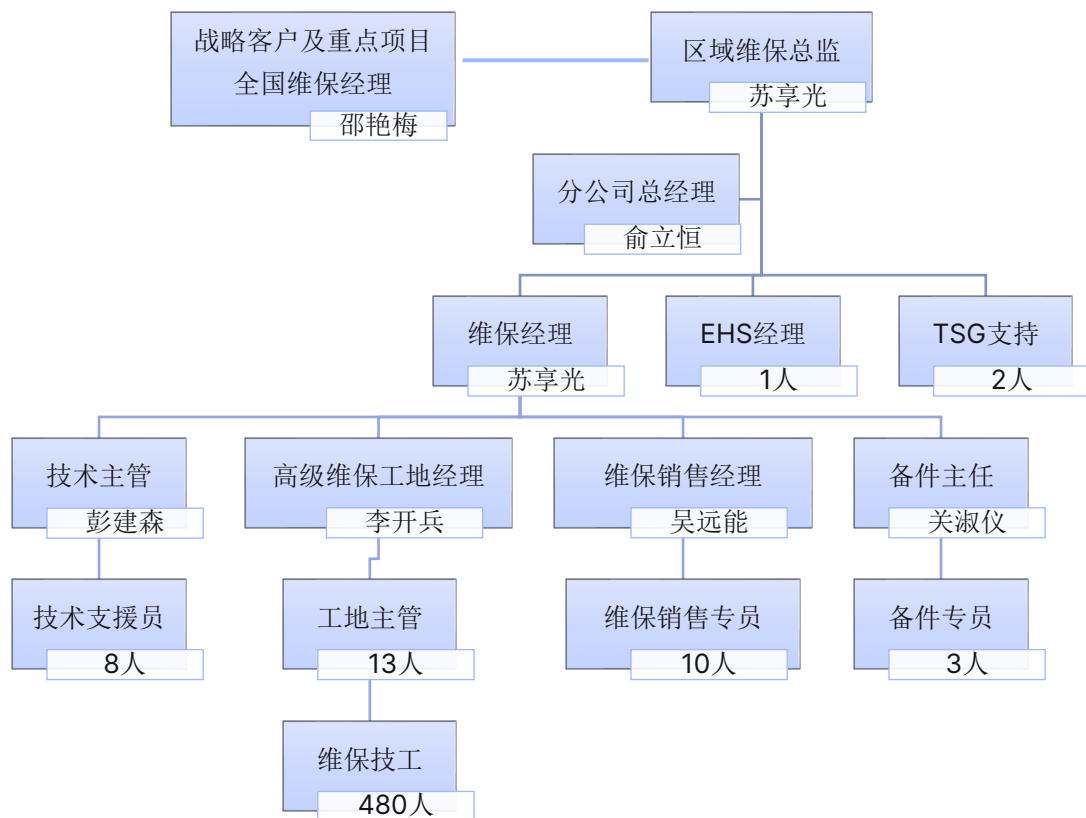 战略客户及重点项目
全国维保经理
邵艳梅
区域维保总监
苏享光
分公司总经理
俞立恒
维保经理
苏享光
EHS经理
1人
TSG支持
2人
技术主管
彭建森
高级维保工地经理
李开兵
维保销售经理
吴远能
备件主任
关淑仪
技术支援员
8人
工地主管
13人
维保销售专员
10人
备件专员
3人
维保技工
480人